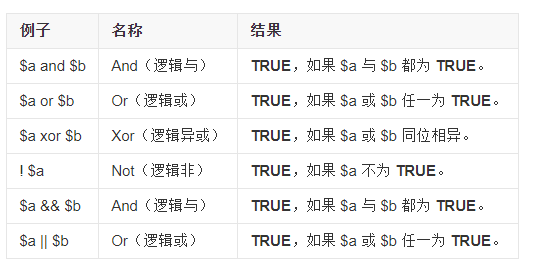 例子 名称 结果
$a and $b And（逻辑与） TRUE，如果 $a 与 $b 都为 TRUE。
$a or $b Or（逻辑或） TRUE，如果 $a 或 $b 任一为 TRUE。
$a xor $b Xor（逻辑异或） TRUE，如果 $a 或 $b 同位相异。
! $a Not（逻辑非） TRUE，如果 $a 不为 TRUE。
$a && $b And（逻辑与） TRUE，如果 $a 与 $b 都为 TRUE。
$a || $b Or（逻辑或） TRUE，如果 $a 或 $b 任一为 TRUE。